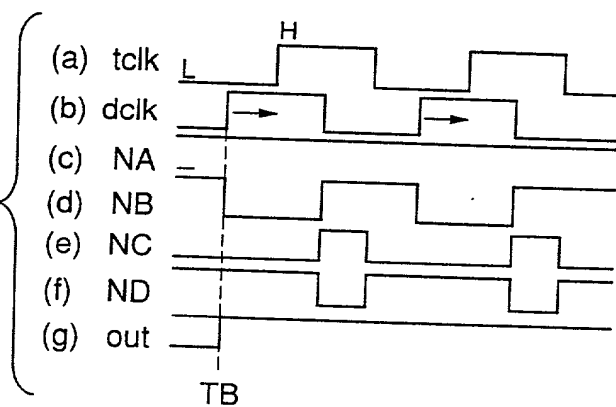 H
(a) tclk L
(b) dclk
(c) NA
(d) NB
(e) NC
(f) ND
(g) out
TB